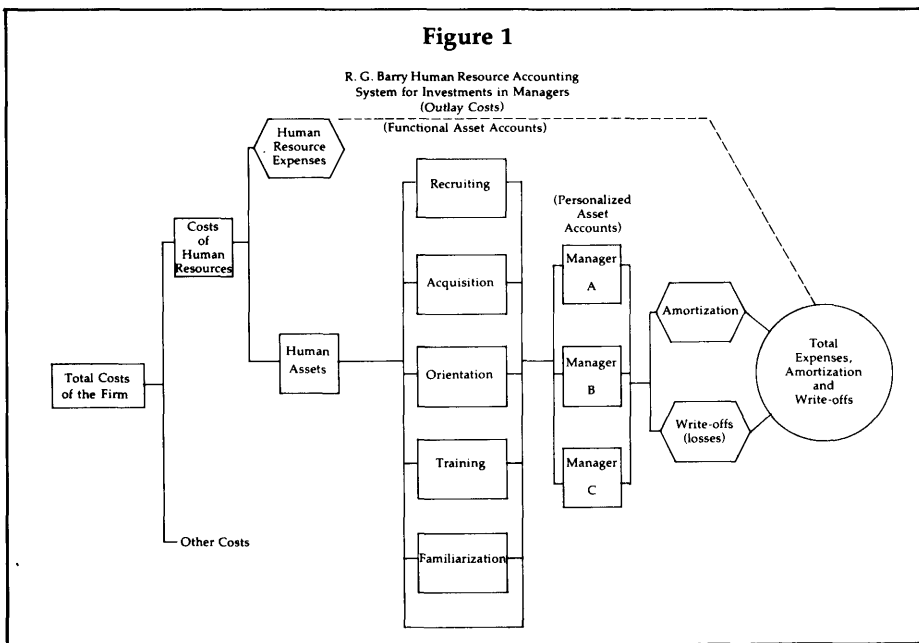 Figure 1
R. G. Barry Human Resource Accounting
System for Investments in Managers
(Outlay Costs)
(Functional Asset Accounts)
Human
Resource
Expenses
Recruiting
(Personalized
Asset
Accounts)
Costs
of
Human
Resources
Manager
A
Acquisition
Amortization
Human
Assets
Total Costs
of the Firm
Orientation
Manager
B
Total
Expenses,
Amortization
and
Write-offs
Write-offs
(losses)
Training
Manager
C
Other Costs
Familiarization